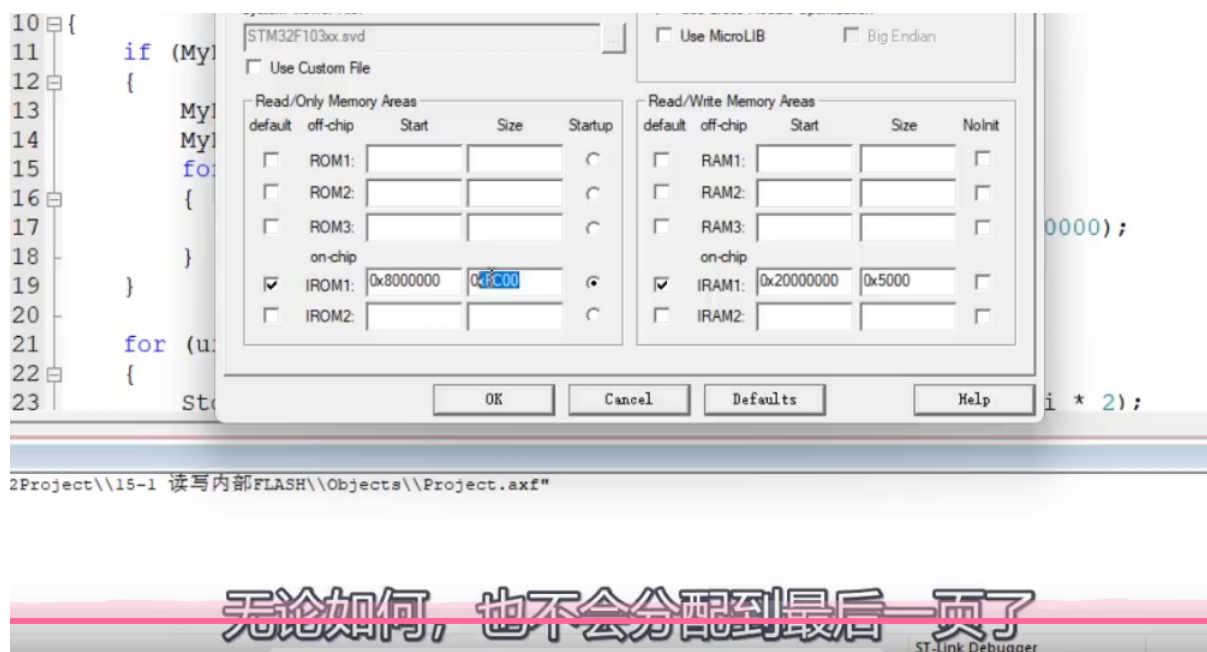 STM32F103xx.svd
...
Use MicroLIB
Big Endian
Use Custom File
Read/Only Memory Areas
default off-chip Start Size Startup
ROM1:
ROM2:
ROM3:
on-chip
IROM1: 0x8000000 0xFC00
IROM2:
Read/Write Memory Areas
default off-chip Start Size NoInit
RAM1:
RAM2:
RAM3:
on-chip
IRAM1: 0x20000000 0x5000
IRAM2:
OK Cancel Defaults Help
10 {
11 if (My
12 {
13 My
14 My
15 fo
16 {
17 0000);
18 }
19 }
20
21 for (u
22 {
23 Sto i * 2);
2Project\\15-1 读写内部FLASH\\Objects\\Project.axf"
无论如何，也不会分配到最后一页了
ST-Link Debugger